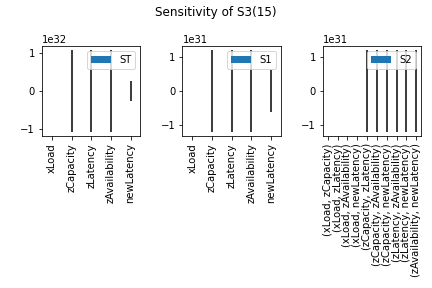 Sensitivity of S3(15)
1e32
1
0
−1
ST
xLoad
zCapacity
zLatency
zAvailability
newLatency
1e31
1
0
−1
S1
xLoad
zCapacity
zLatency
zAvailability
newLatency
1e31
1
0
−1
S2
(xLoad, zCapacity)
(xLoad, zLatency)
(xLoad, zAvailability)
(xLoad, newLatency)
(zCapacity, zLatency)
(zCapacity, zAvailability)
(zCapacity, newLatency)
(zLatency, zAvailability)
(zLatency, newLatency)
(zAvailability, newLatency)